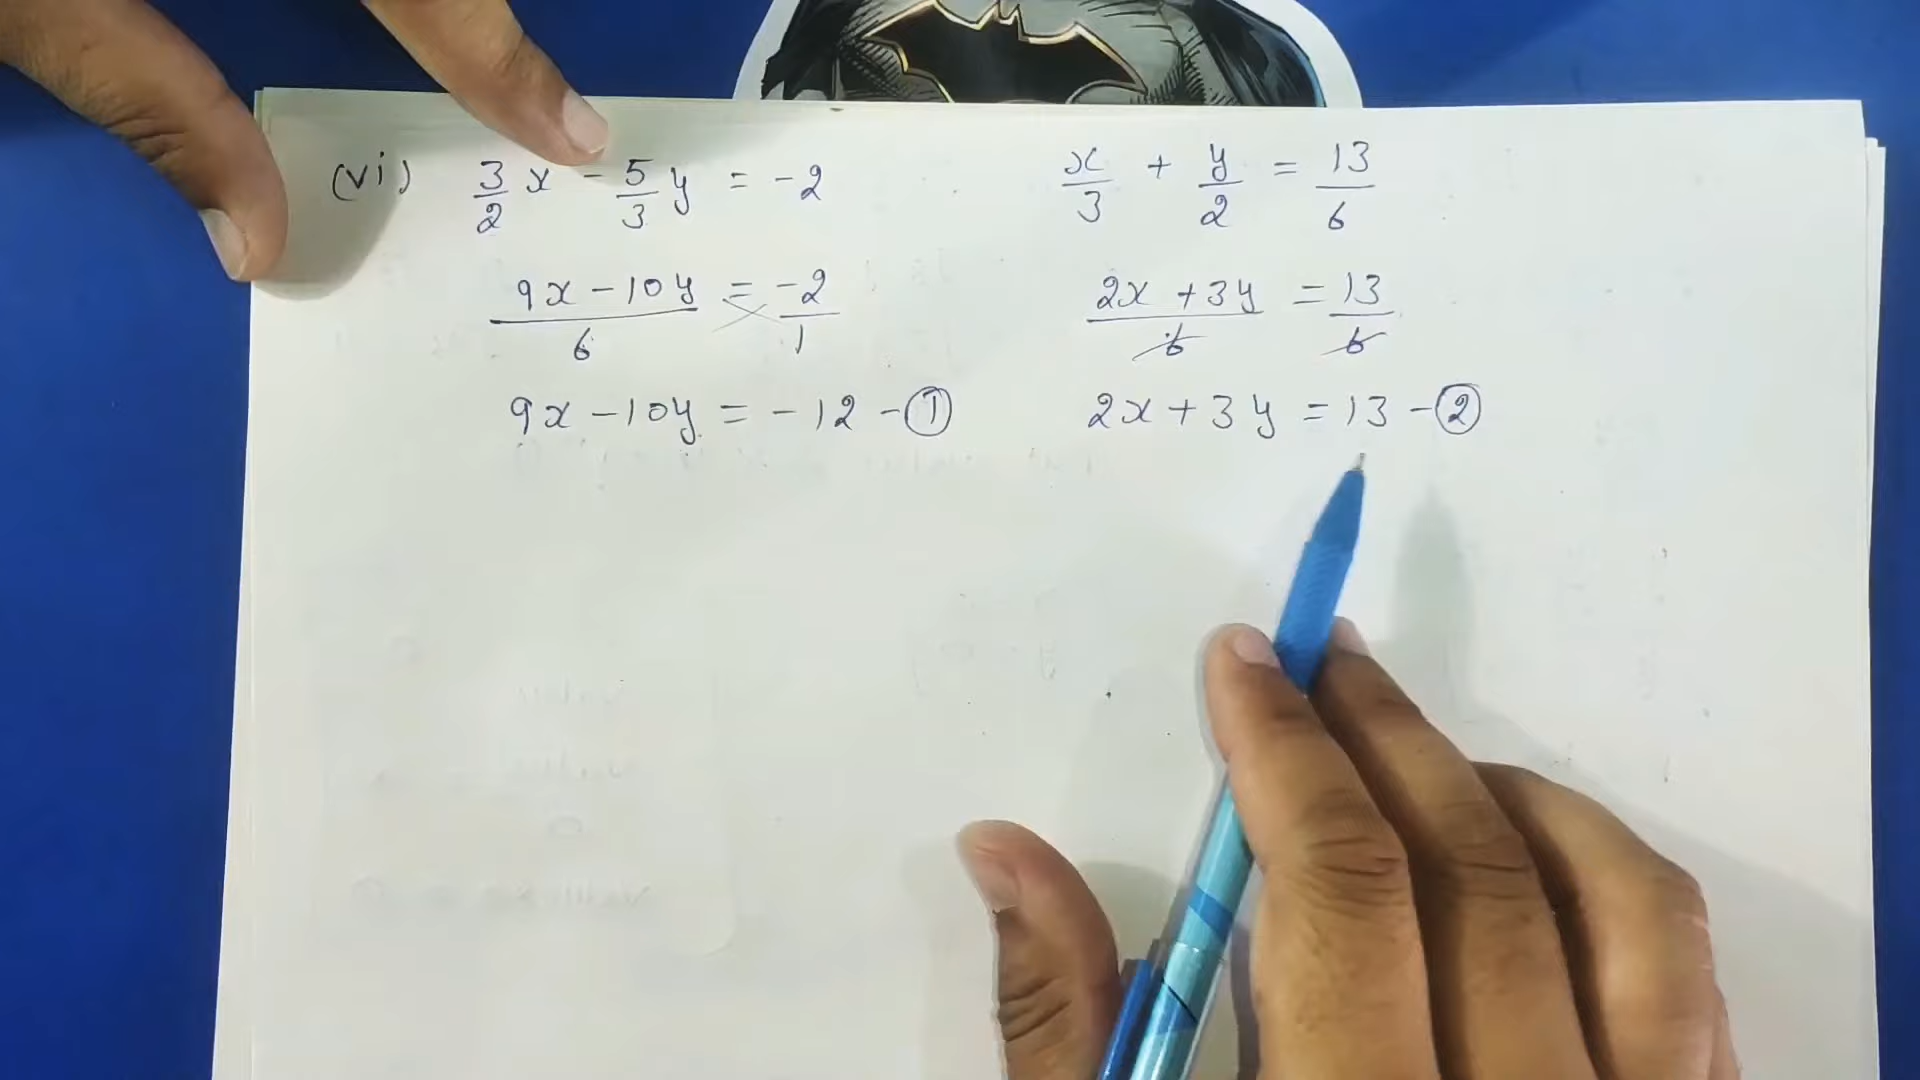 (vi) 3/2 x - 5/3 y = -2
9x - 10y / 6 = -2 / 1
9x - 10y = -12 - ①
x/3 + y/2 = 13/6
2x + 3y / 6 = 13 / 6
2x + 3y = 13 - ②